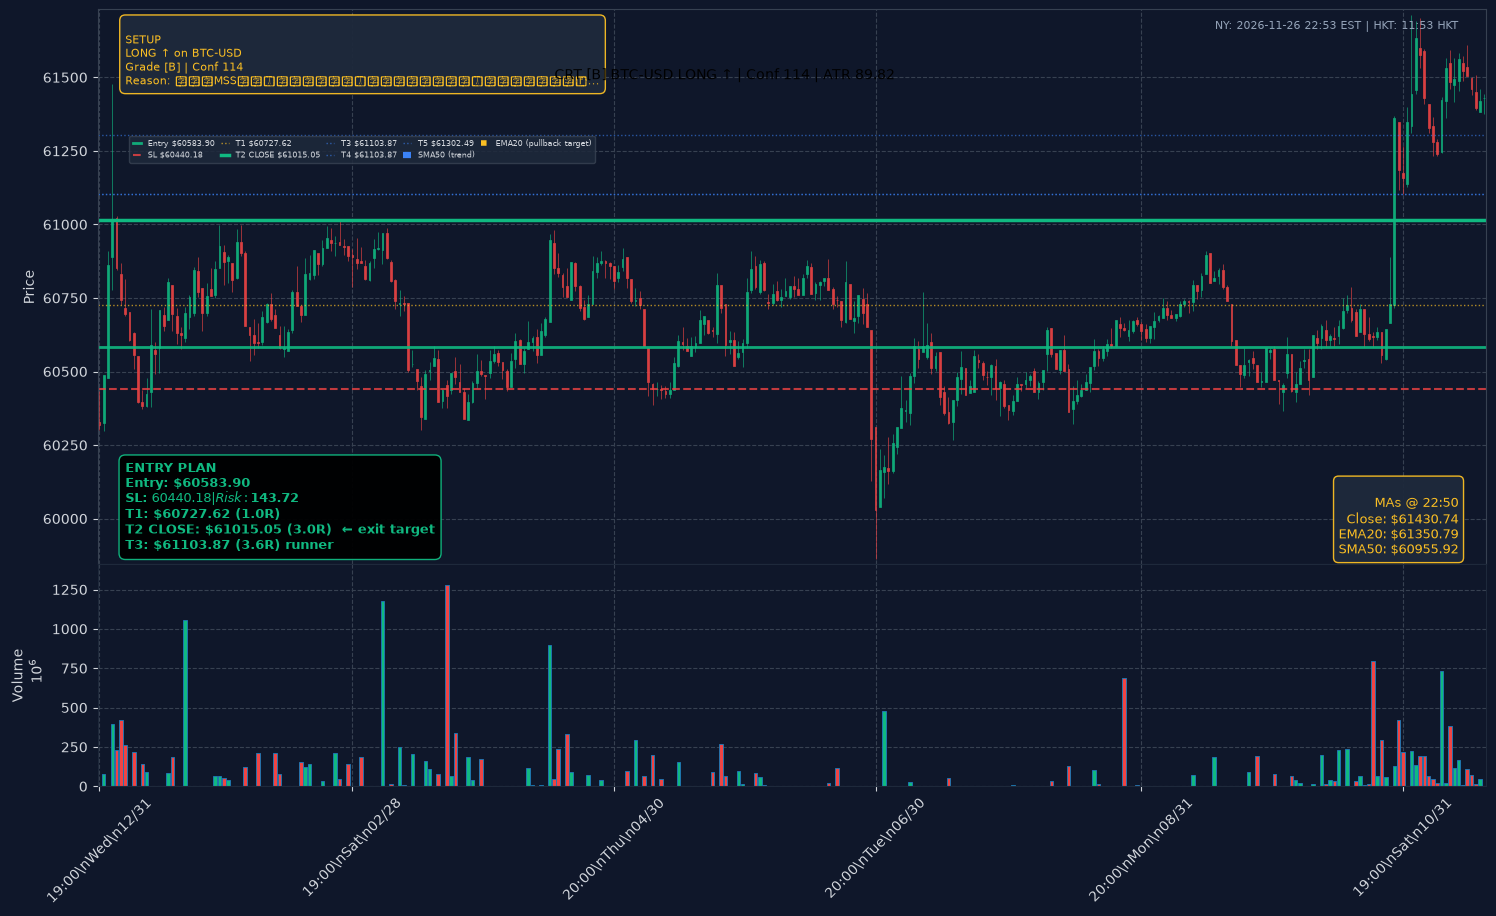 NY: 2026-11-26 22:53 EST | HKT: 11:53 HKT
SETUP
LONG ↑ on BTC-USD
Grade [B] | Conf 114
Reason: MSS ...
CRT [B] BTC-USD LONG ↑ | Conf 114 | ATR 89.82
Entry $60583.90
SL $60440.18
T1 $60727.62
T2 CLOSE $61015.05
T3 $61103.87
T4 $61103.87
T5 $61302.49
SMA50 (trend)
EMA20 (pullback target)
Price
61500
61250
61000
60750
60500
60250
60000
ENTRY PLAN
Entry: $60583.90
SL: 60440.18|Risk:143.72
T1: $60727.62 (1.0R)
T2 CLOSE: $61015.05 (3.0R) ← exit target
T3: $61103.87 (3.6R) runner
MAs @ 22:50
Close: $61430.74
EMA20: $61350.79
SMA50: $60955.92
Volume
10⁶
1250
1000
750
500
250
0
19:00\nWed\n12/31
19:00\nSat\n02/28
20:00\nThu\n04/30
20:00\nTue\n06/30
20:00\nMon\n08/31
19:00\nSat\n10/31